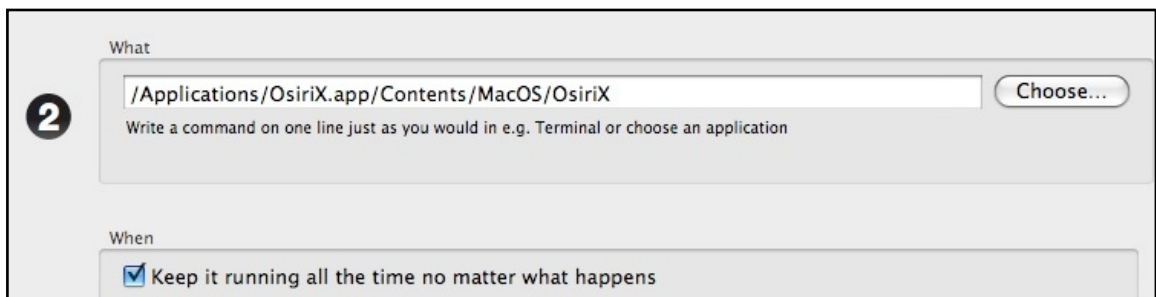 What
2
/Applications/OsiriX.app/Contents/MacOS/OsiriX
Choose...
Write a command on one line just as you would in e.g. Terminal or choose an application
When
Keep it running all the time no matter what happens